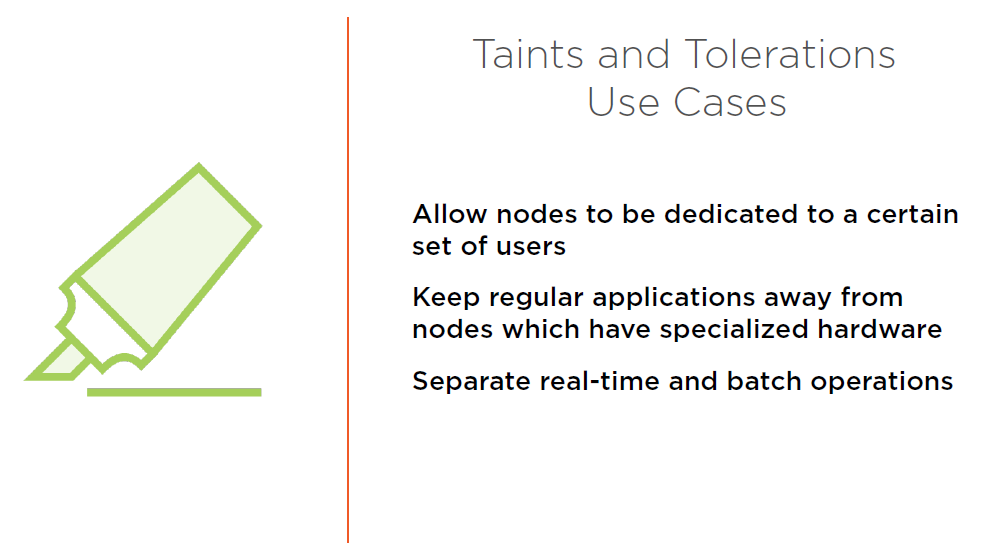 Taints and Tolerations
Use Cases
Allow nodes to be dedicated to a certain
set of users
Keep regular applications away from
nodes which have specialized hardware
Separate real-time and batch operations